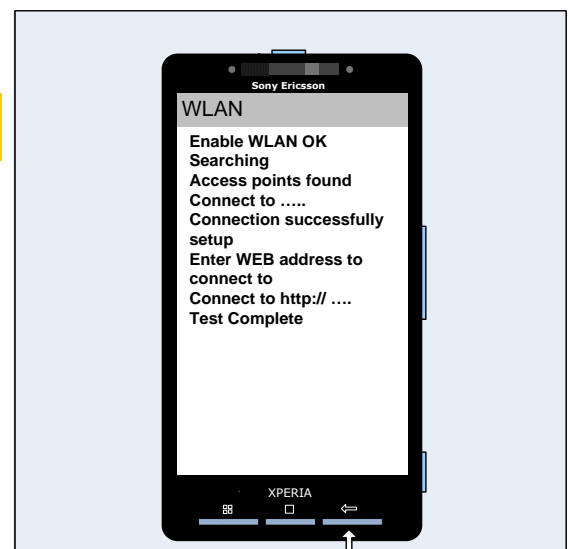 Sony Ericsson
WLAN
Enable WLAN OK
Searching
Access points found
Connect to …..
Connection successfully
setup
Enter WEB address to
connect to
Connect to http:// ….
Test Complete
XPERIA